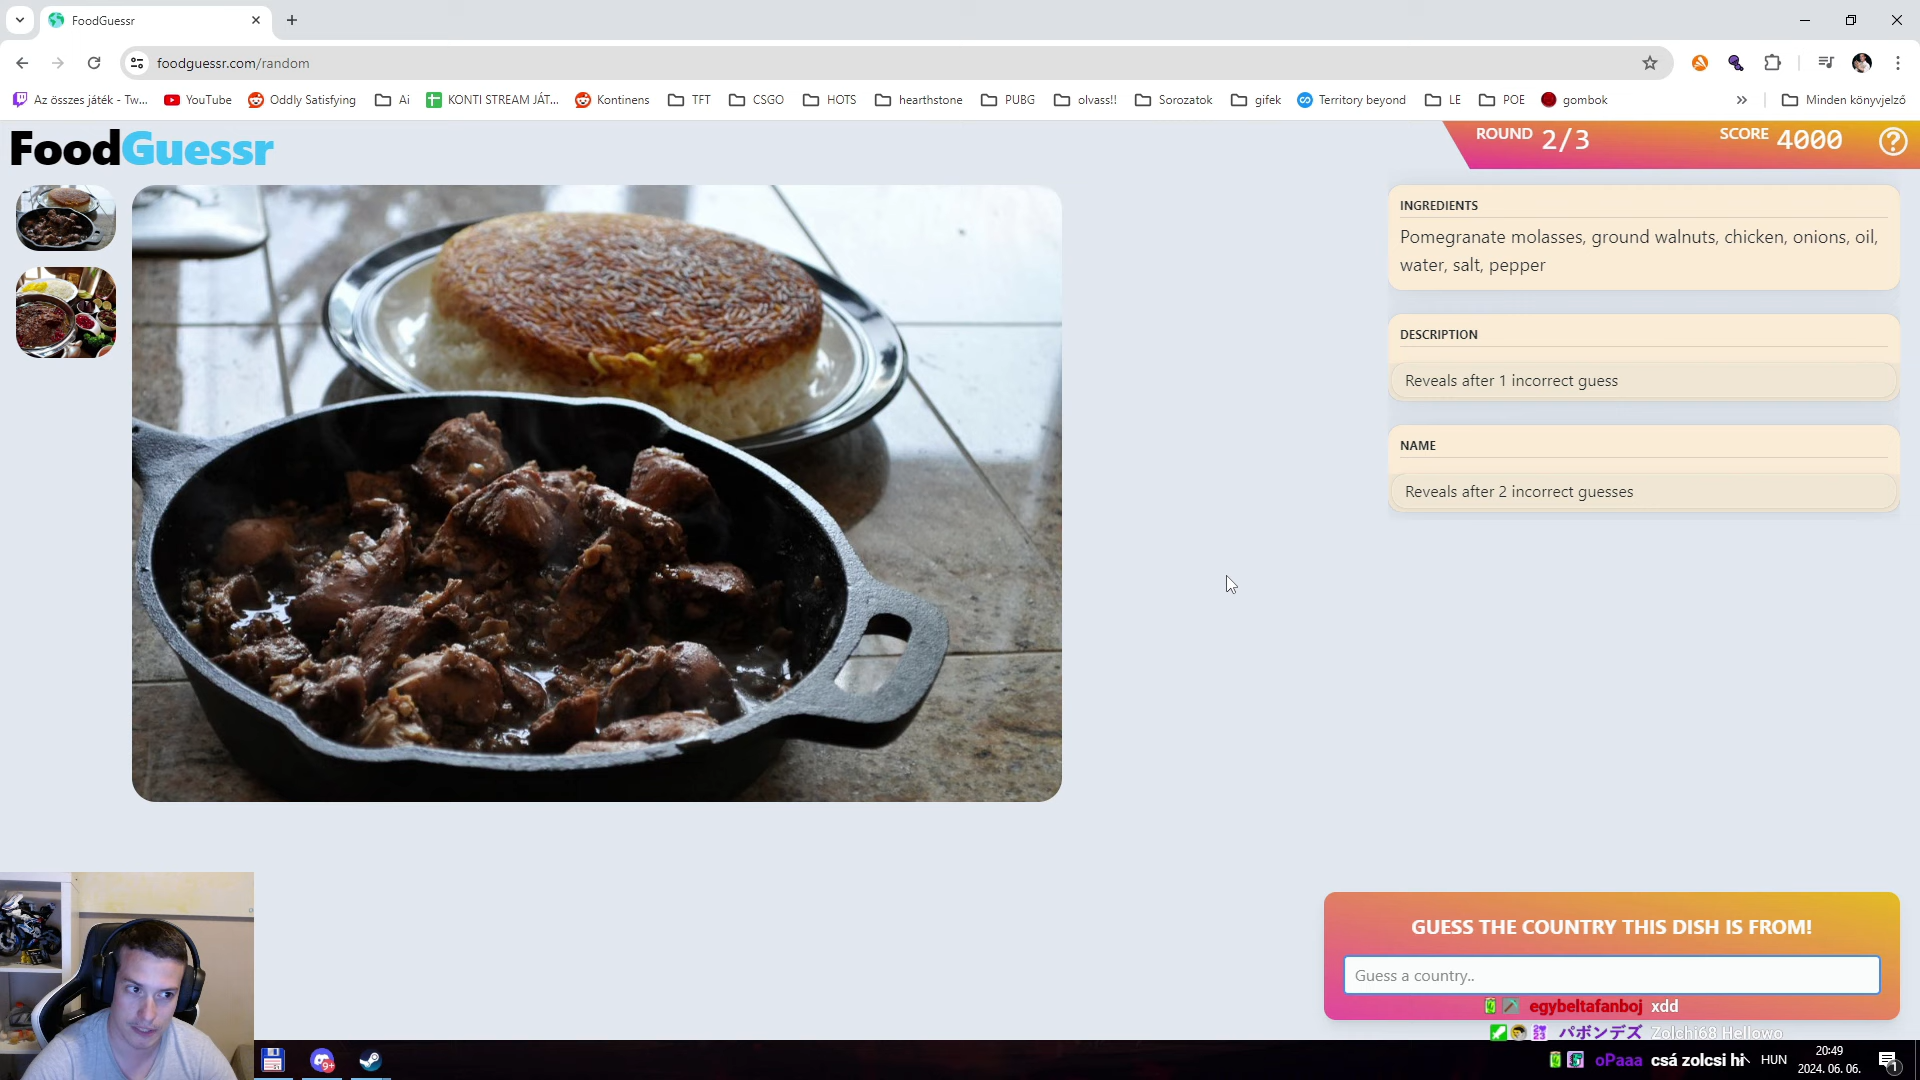 FoodGuessr
foodguessr.com/random
Az összes játék - Tw...
YouTube
Oddly Satisfying
Ai
KONTI STREAM JÁT...
Kontinens
TFT
CSGO
HOTS
hearthstone
PUBG
olvass!!
Sorozatok
gifek
Territory beyond
LE
POE
gombok
»
Minden könyvjelző
FoodGuessr
ROUND 2/3
SCORE 4000
?
INGREDIENTS
Pomegranate molasses, ground walnuts, chicken, onions, oil,
water, salt, pepper
DESCRIPTION
Reveals after 1 incorrect guess
NAME
Reveals after 2 incorrect guesses
GUESS THE COUNTRY THIS DISH IS FROM!
Guess a country..
egybeltafanboj xdd
パボンデズ Zolchi68 Hellowo
oPaaa csá zolcsi hi
9+
HUN
20:49
2024. 06. 06.
1